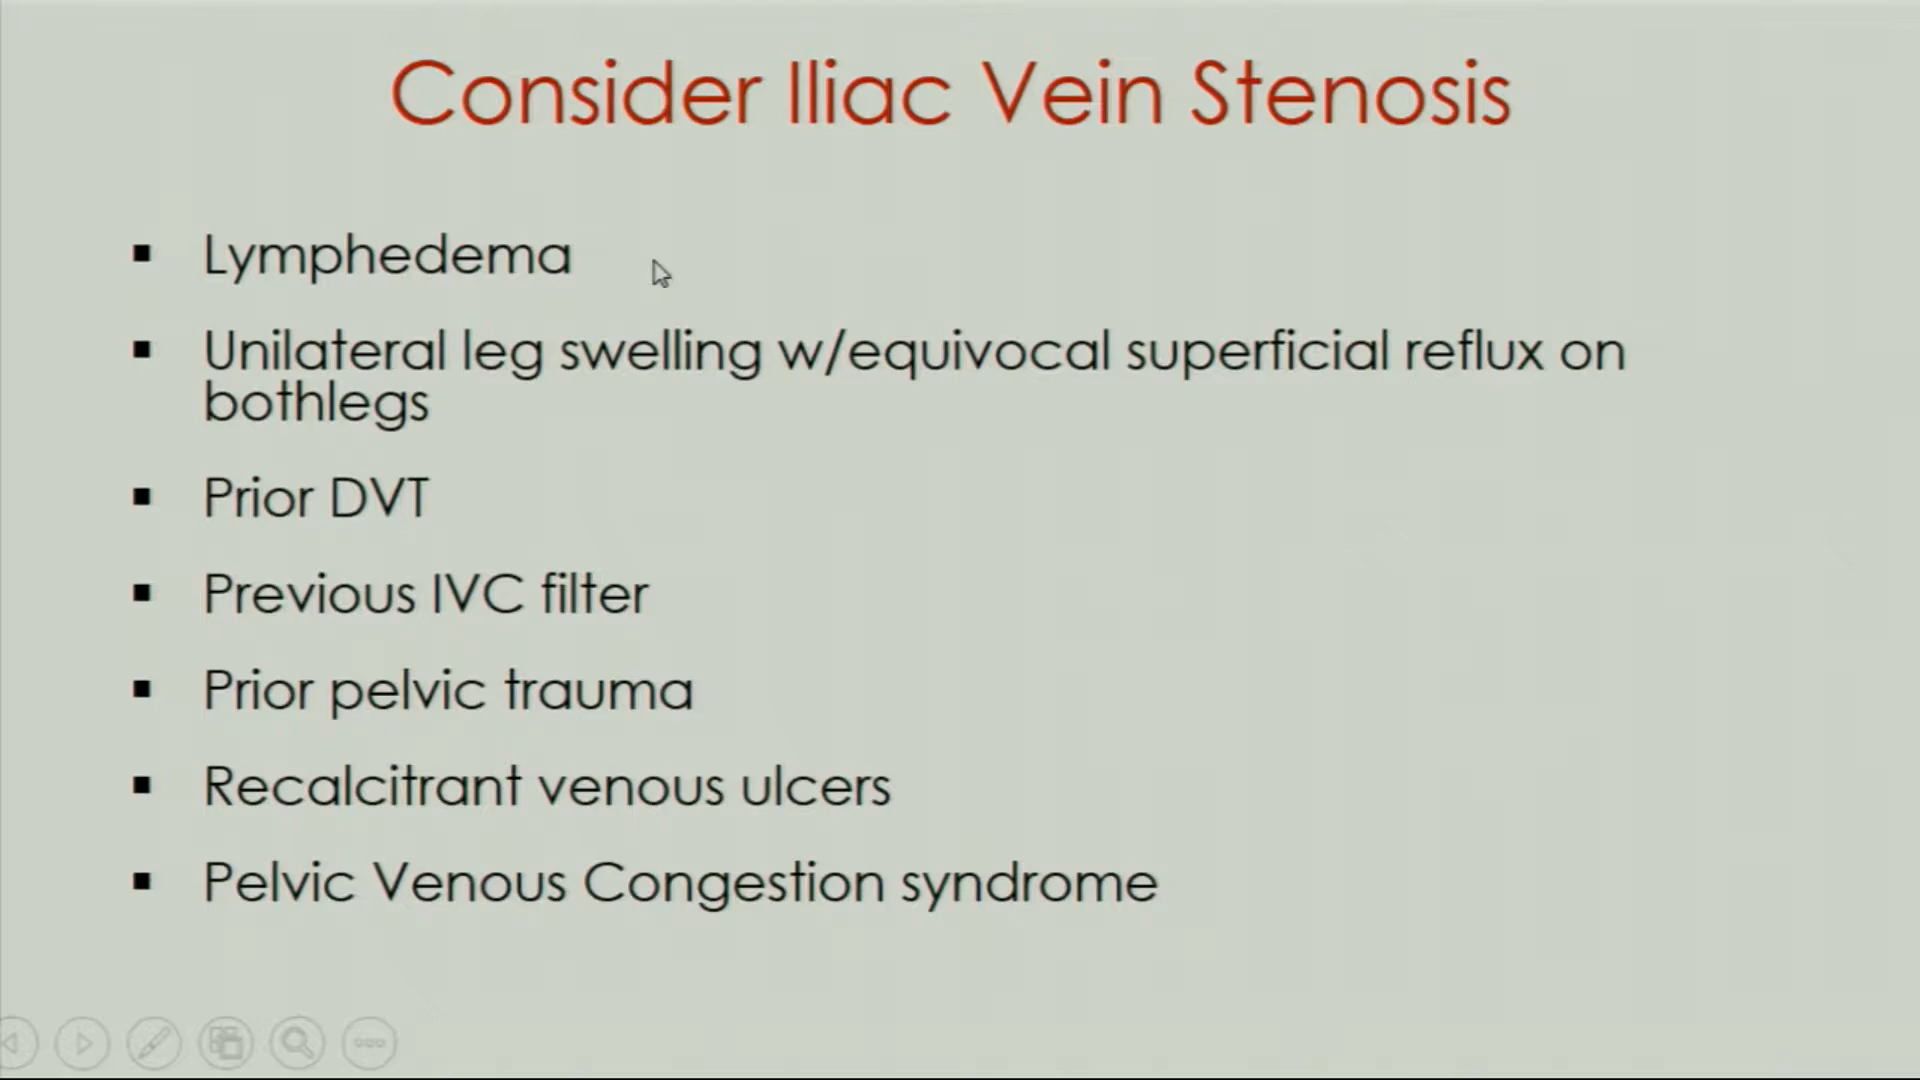 Consider Iliac Vein Stenosis
▪ Lymphedema
▪ Unilateral leg swelling w/equivocal superficial reflux on
bothlegs
▪ Prior DVT
▪ Previous IVC filter
▪ Prior pelvic trauma
▪ Recalcitrant venous ulcers
▪ Pelvic Venous Congestion syndrome